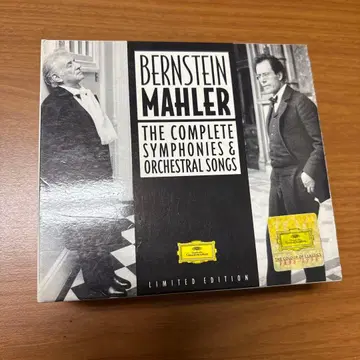 BERNSTEIN
MAHLER
THE COMPLETE
SYMPHONIES &
ORCHESTRAL SONGS
LIMITED EDITION